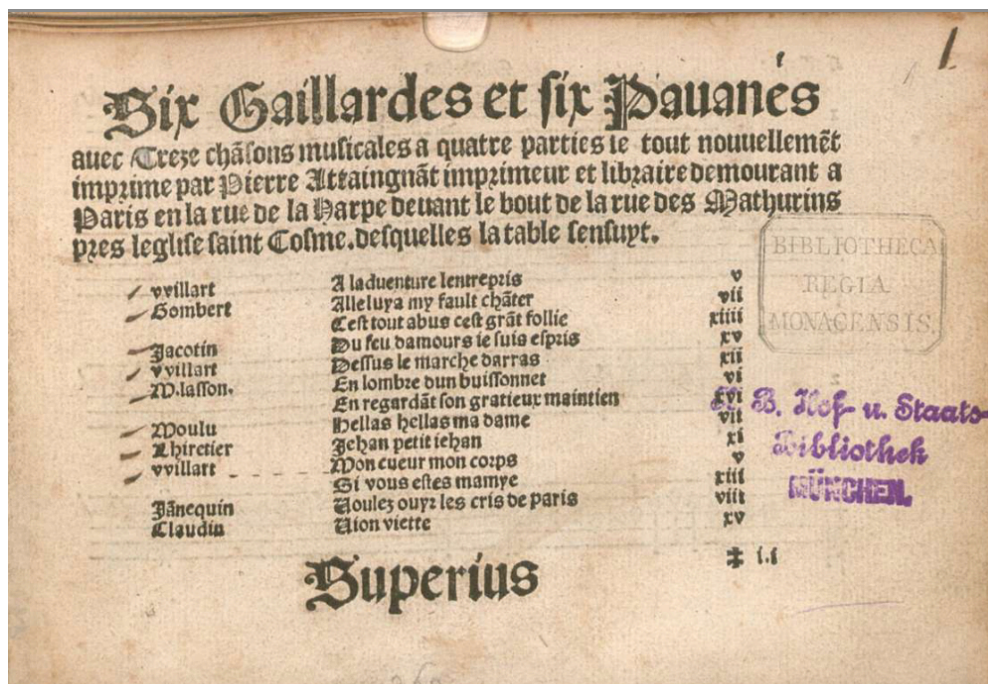 1
Six Gaillardes et six Pauanes
auec Treze chãsons musicales a quatre parties le tout nouuellemẽt
imprime par Pierre Attaingnãt imprimeur et libraire demourant a
Paris en la rue de la Harpe deuant le bout de la rue des Mathurins
pres leglise saint Cosme. desquelles la table sensuyt.
vvillart A laduenture lentrepris v
Gombert Alleluya my fault chãter vii
Cest tout abus cest grãt follie xiiii
Jacotin Du feu damours ie suis espris xv
vvillart Dessus le marche darras xii
M.lasson. En lombre dun buissonnet vi
En regardãt son gratieux maintien xvi
Moulu Hellas hellas ma dame vii
Lhiretier Jehan petit iehan xi
vvillart Mon cueur mon corps v
Si vous estes mamye xiii
Jãnequin Voulez ouyr les cris de paris viii
Claudin Vion viette xv
Superius
‡ i.i
BIBLIOTHECA
REGIA
MONACENSIS.
K. B. Hof- u. Staats-
Bibliothek
MÜNCHEN.